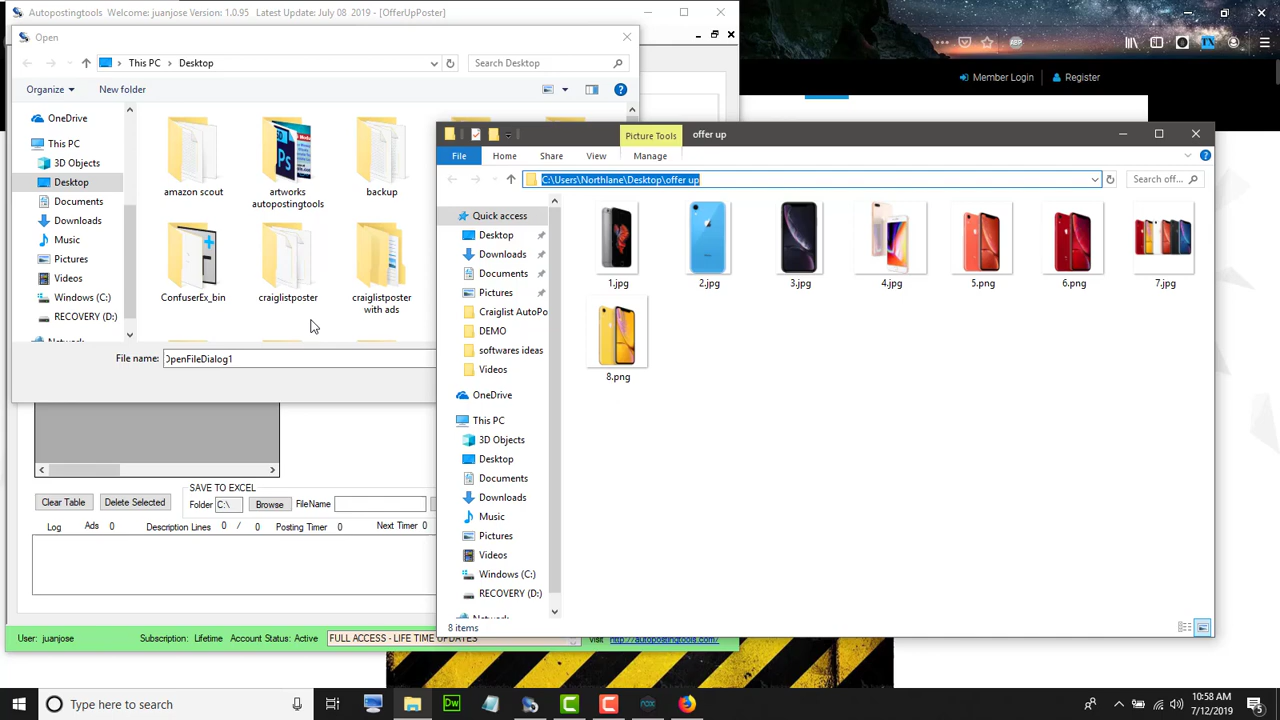 Autopostingtools Welcome: juanjose Version: 1.0.95 Latest Update: July 08 2019 - [OfferUpPoster]
Open
This PC > Desktop
Search Desktop
Organize
New folder
OneDrive
This PC
3D Objects
Desktop
Documents
Downloads
Music
Pictures
Videos
Windows (C:)
RECOVERY (D:)
amazon scout
artworks
autopostingtools
backup
ConfuserEx_bin
craiglistposter
craiglistposter
with ads
File name: OpenFileDialog1
Member Login
Register
Picture Tools
offer up
File
Home
Share
View
Manage
C:\Users\Northlane\Desktop\offer up
Search off...
Quick access
Desktop
Downloads
Documents
Pictures
Craiglist AutoPo
DEMO
softwares ideas
Videos
OneDrive
This PC
3D Objects
Desktop
Documents
Downloads
Music
Pictures
Videos
Windows (C:)
RECOVERY (D:)
1.jpg
2.jpg
3.jpg
4.jpg
5.png
6.png
7.jpg
8.png
8 items
SAVE TO EXCEL
Clear Table
Delete Selected
Folder C:\
Browse
FileName
Log Ads 0 Description Lines 0 / 0 Posting Timer 0 Next Timer 0
User: juanjose Subscription: Lifetime Account Status: Active FULL ACCESS - LIFE TIME UPDATES visit http://autopostingtools.com/
Type here to search
10:58 AM
7/12/2019